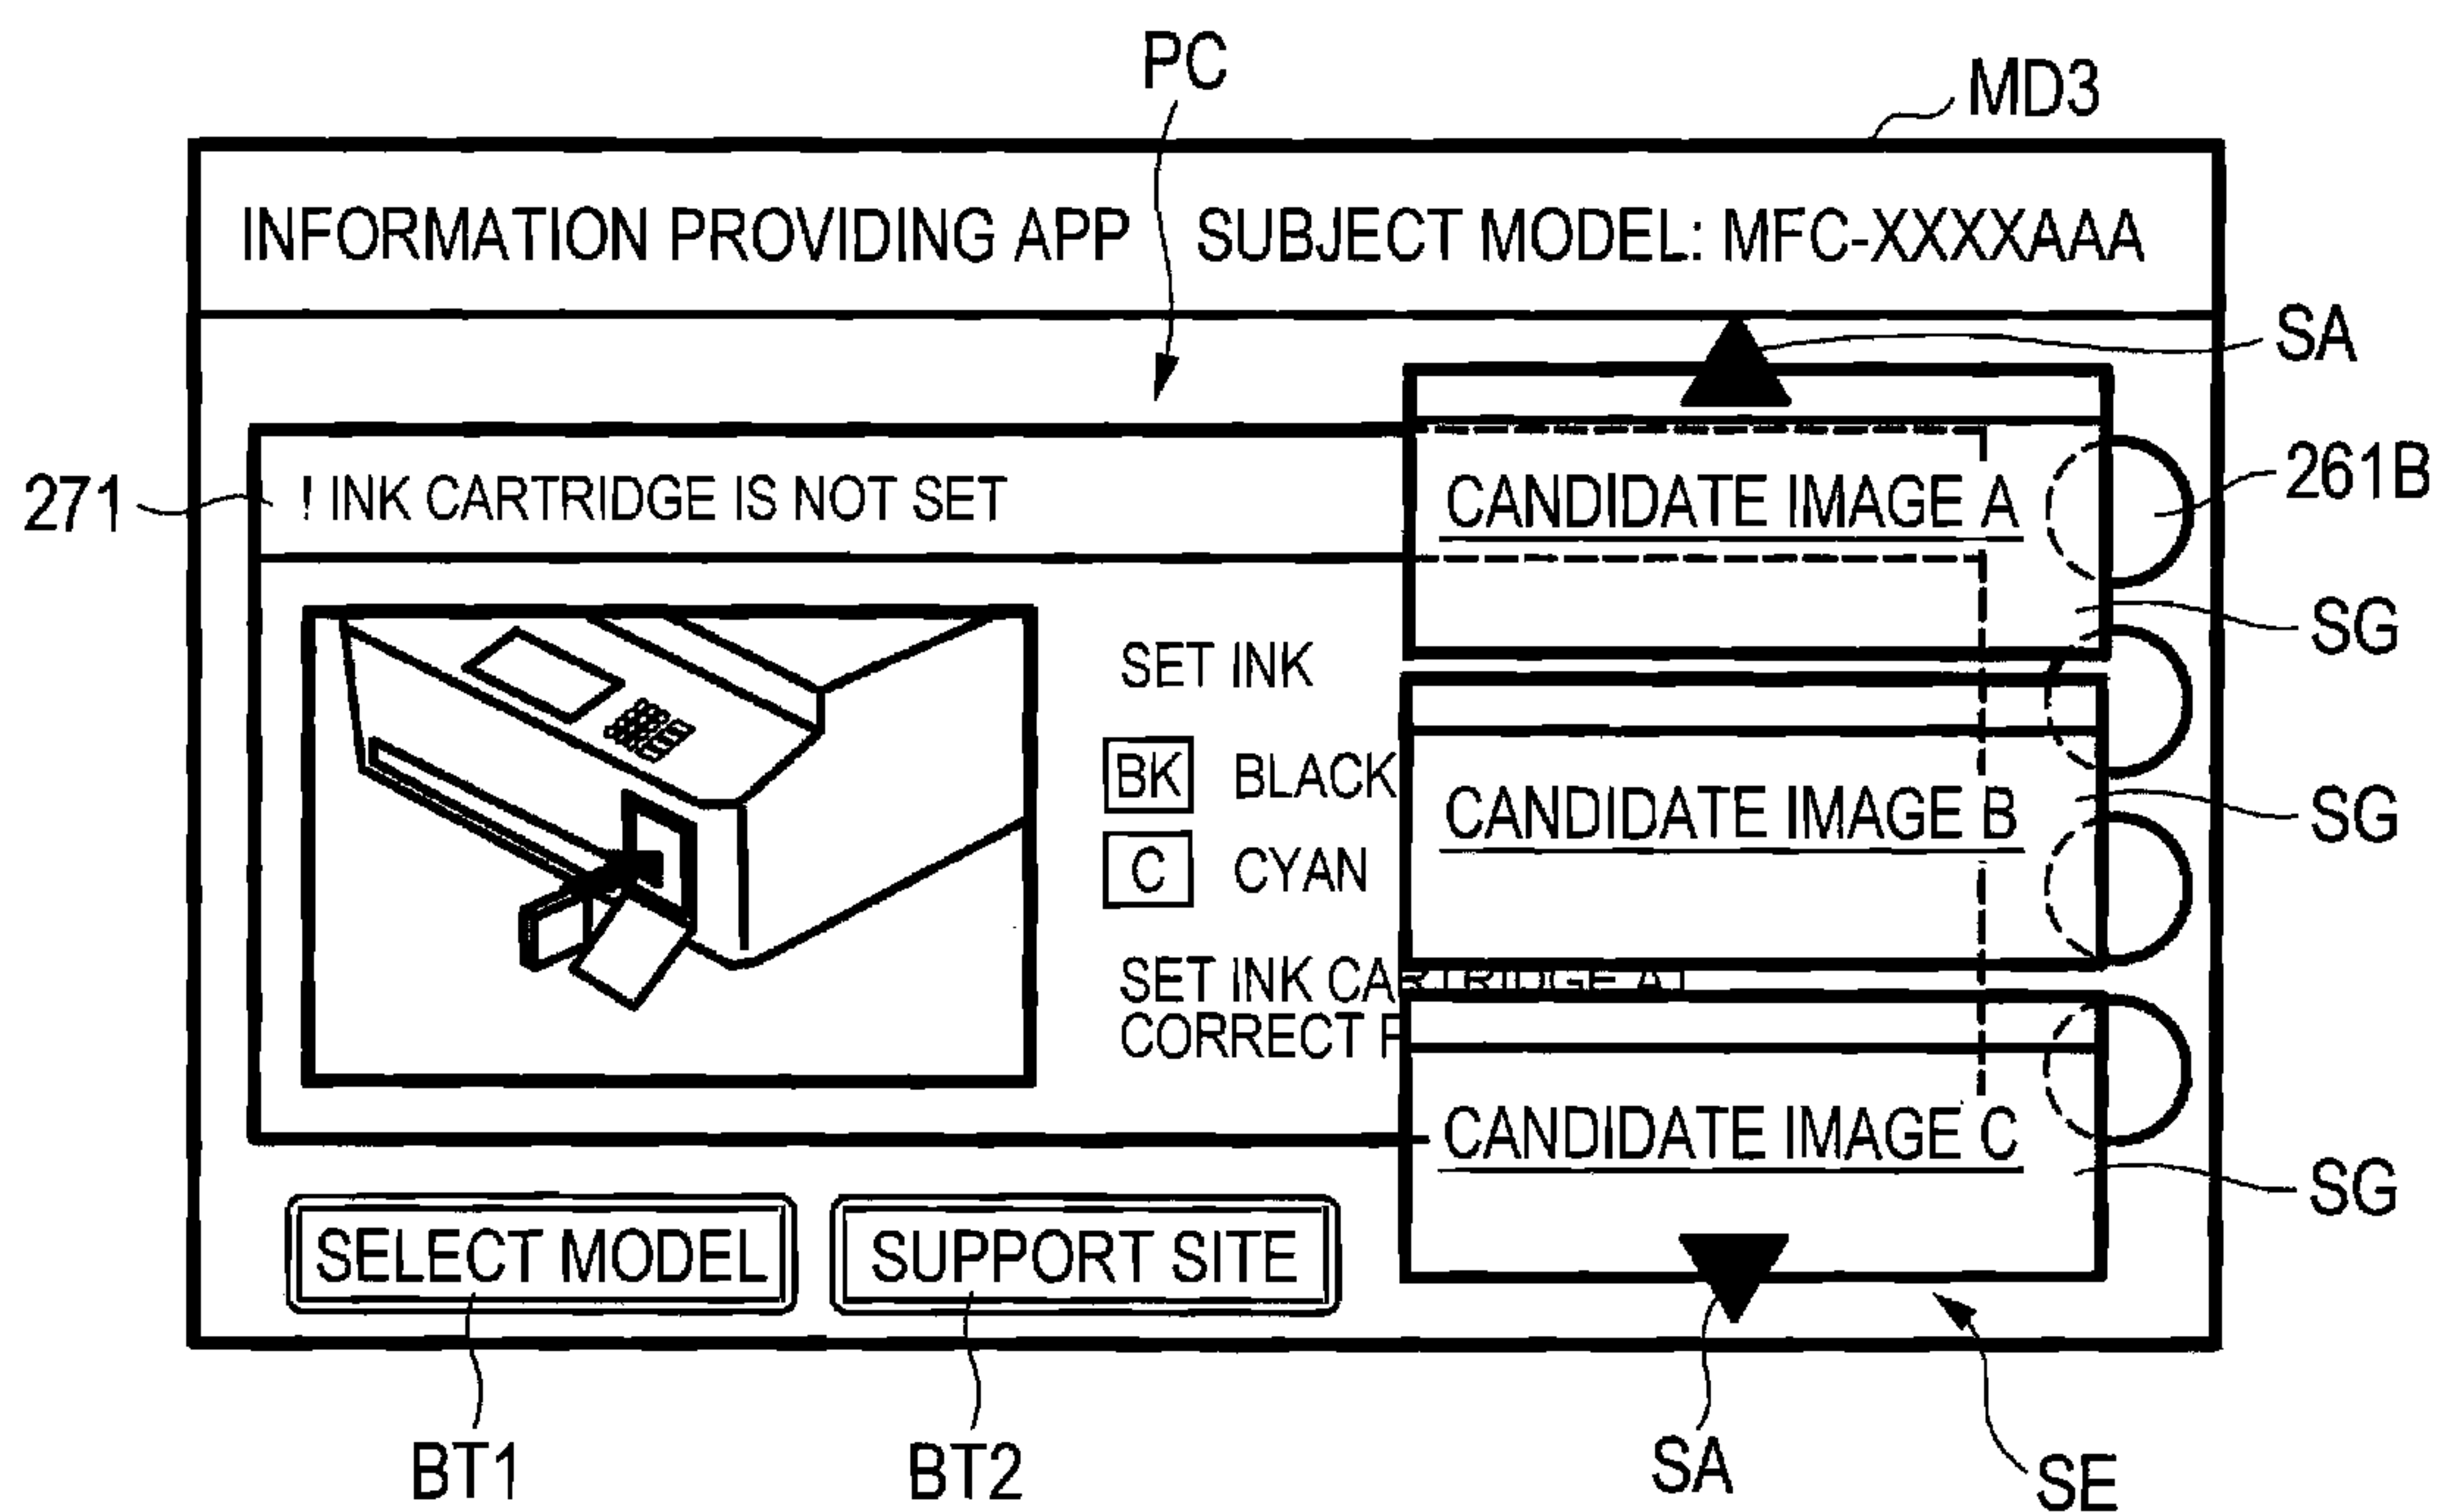 PC
MD3
INFORMATION PROVIDING APP SUBJECT MODEL: MFC-XXXXAAA
SA
271
! INK CARTRIDGE IS NOT SET
CANDIDATE IMAGE A
261B
SG
SET INK
BK BLACK
CANDIDATE IMAGE B
SG
C CYAN
SET INK CARTRIDGE AT
CORRECT
CANDIDATE IMAGE C
SG
SELECT MODEL
SUPPORT SITE
BT1
BT2
SA
SE